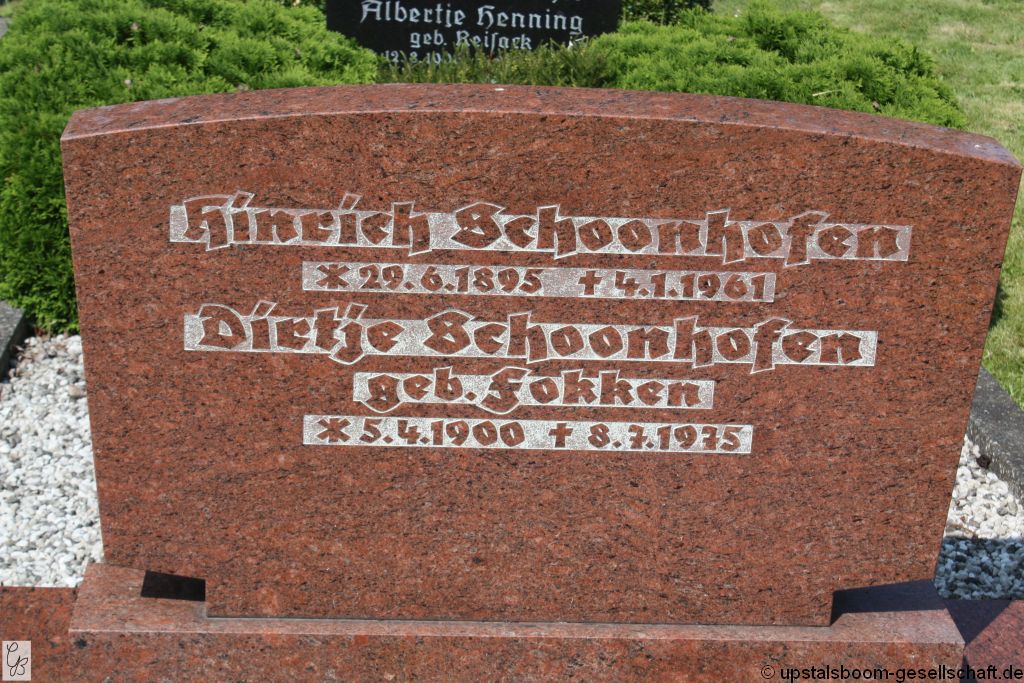 Albertje Henning
geb. Reisack
Hinrich Schoonhofen
* 29.6.1895 † 4.1.1961
Dirtje Schoonhofen
geb. Fokken
* 5.4.1900 † 8.7.1975
GB
© upstalsboom-gesellschaft.de